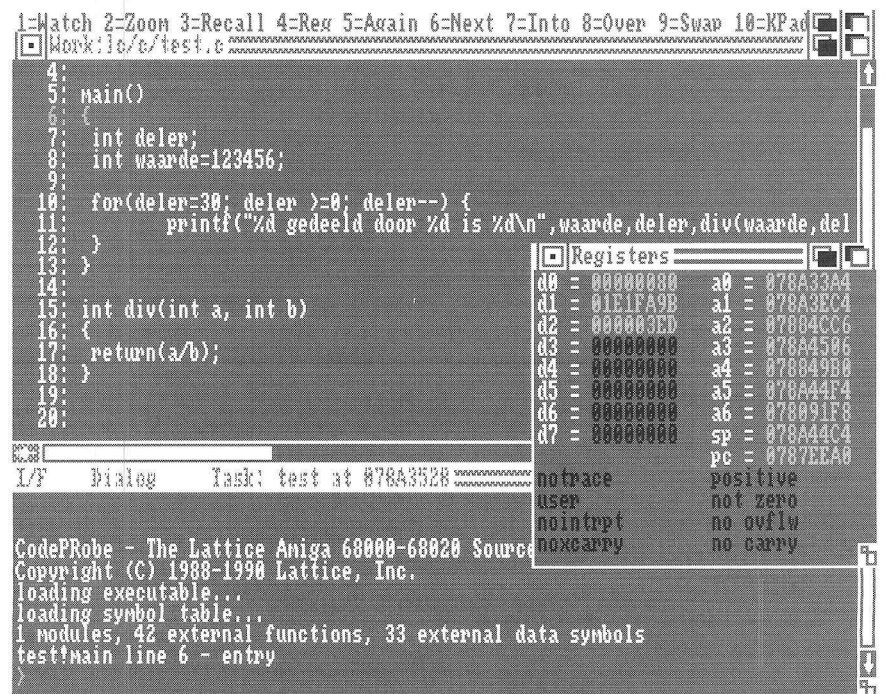 1=Watch 2=Zoom 3=Recall 4=Reg 5=Again 6=Next 7=Into 8=Over 9=Swap 10=KPad
Work:lc/c/test.c
4:
5: main()
6: {
7: int deler;
8: int waarde=123456;
9:
10: for(deler=30; deler >=0; deler--) {
11: printf("%d gedeeld door %d is %d\n",waarde,deler,div(waarde,del
12: }
13: }
14:
15: int div(int a, int b)
16: {
17: return(a/b);
18: }
19:
20:
Registers
d0 = 00000080 a0 = 078A33A4
d1 = 01E1FA9B a1 = 078A3EC4
d2 = 000003ED a2 = 07884CC6
d3 = 00000000 a3 = 078A4506
d4 = 00000000 a4 = 078849B0
d5 = 00000000 a5 = 078A44F4
d6 = 00000000 a6 = 078091F8
d7 = 00000000 sp = 078A44C4
pc = 0787EEA0
notrace positive
user not zero
nointrpt no ovflw
noxcarry no carry
I/F Dialog Task: test at 078A3528
CodePRobe - The Lattice Amiga 68000-68020 Source
Copyright (C) 1988-1990 Lattice, Inc.
loading executable...
loading symbol table...
1 modules, 42 external functions, 33 external data symbols
test!main line 6 - entry
>